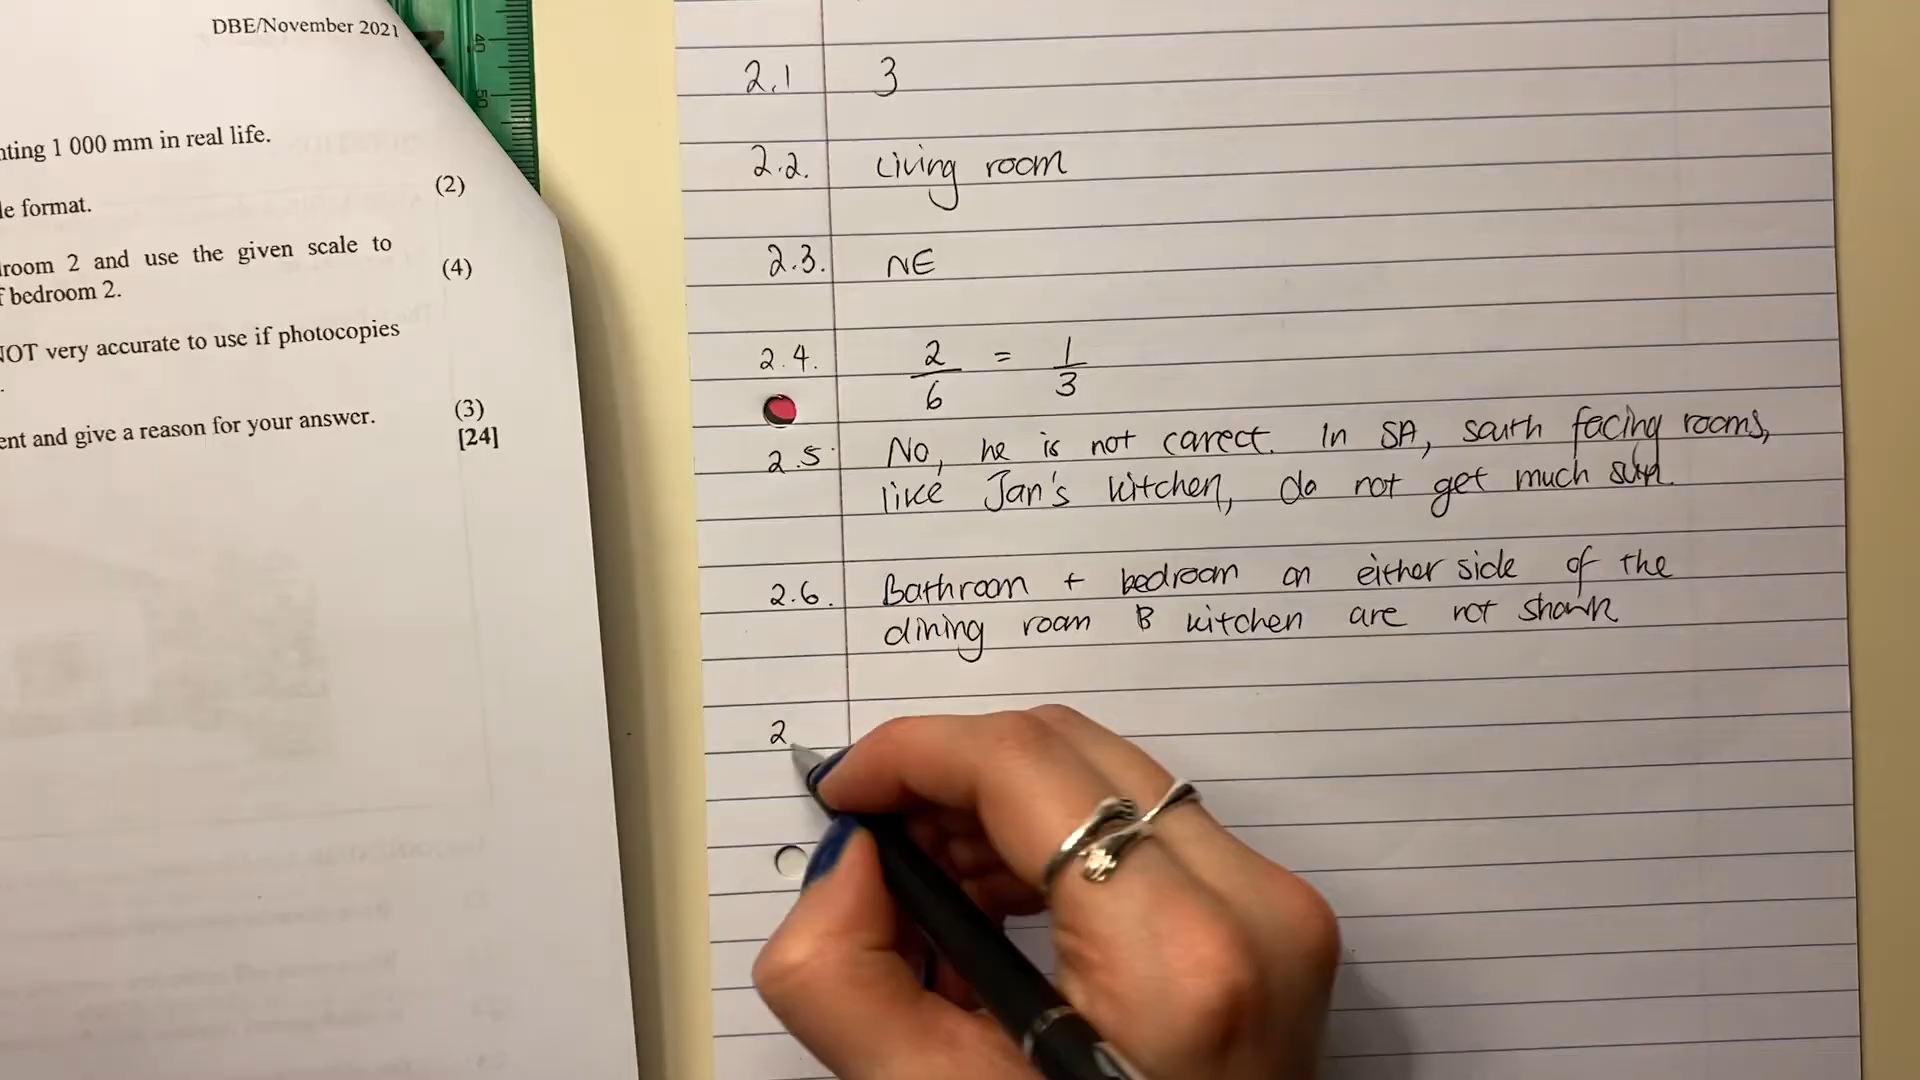 DBE/November 2021
nting 1 000 mm in real life.
(2)
le format.
room 2 and use the given scale to
f bedroom 2.
(4)
NOT very accurate to use if photocopies
.
(3)
ent and give a reason for your answer.
[24]
40
50
2.1 3
2.2. Living room
2.3. NE
2.4. 2/6 = 1/3
2.5 No, he is not correct. In SA, south facing rooms,
like Jan's kitchen, do not get much sun.
2.6. Bathroom + bedroom on either side of the
dining room & kitchen are not shown
2